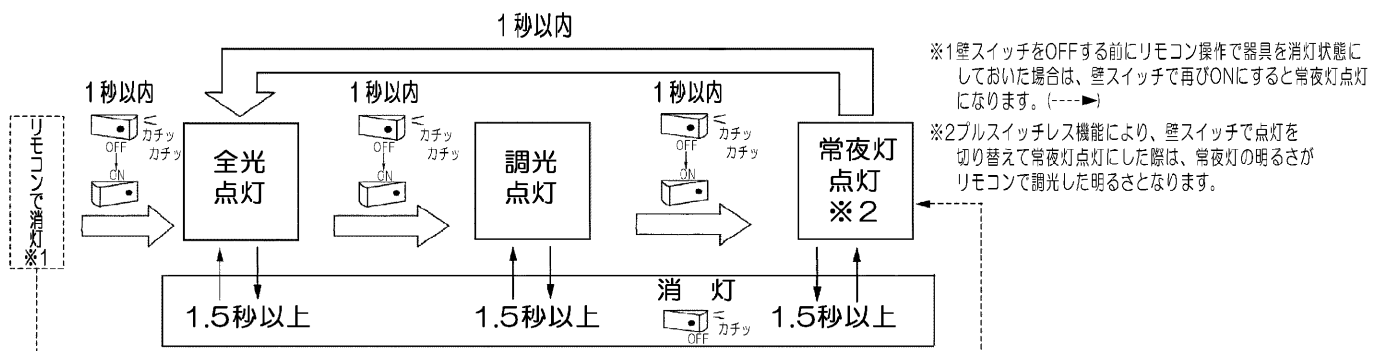 1秒以内
※1壁スイッチをOFFする前にリモコン操作で器具を消灯状態に
しておいた場合は、壁スイッチで再びONにすると常夜灯点灯
になります。(----►)
※2プルスイッチレス機能により、壁スイッチで点灯を
切り替えて常夜灯点灯にした際は、常夜灯の明るさが
リモコンで調光した明るさとなります。
リモコンで消灯※1
1秒以内
カチッ
カチッ
OFF
ON
全光
点灯
1秒以内
カチッ
カチッ
OFF
ON
調光
点灯
1秒以内
カチッ
カチッ
OFF
ON
常夜灯
点灯
※2
消 灯
1.5秒以上
1.5秒以上
カチッ
OFF
1.5秒以上